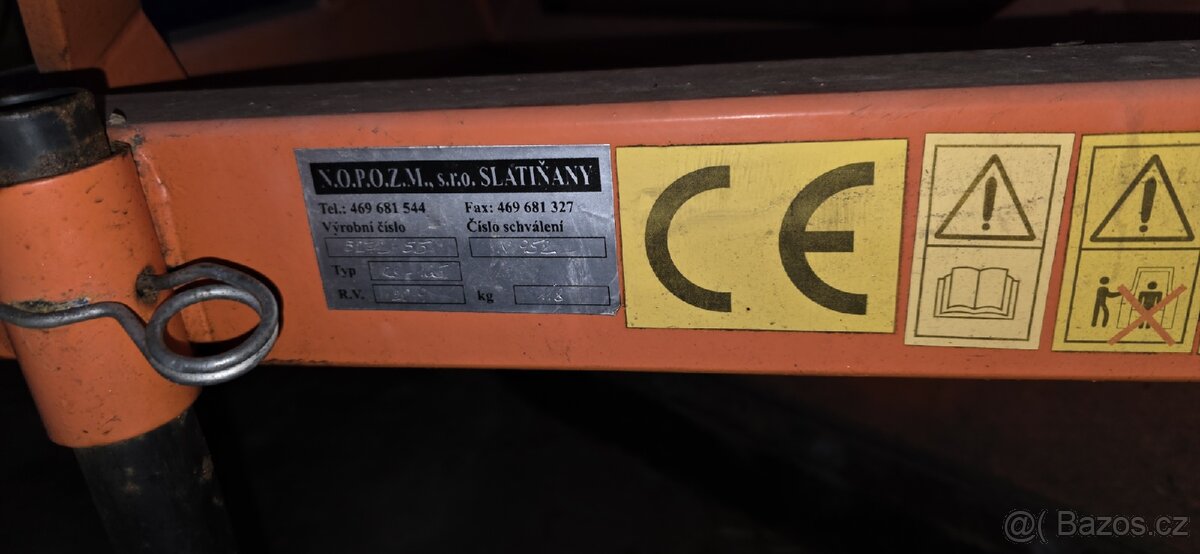 N.O.P.O.Z.M., s.r.o. SLATIŇANY
Tel.: 469 681 544 Fax: 469 681 327
Výrobní číslo Číslo schválení
Typ
R.V. kg
CE
@( Bazos.cz